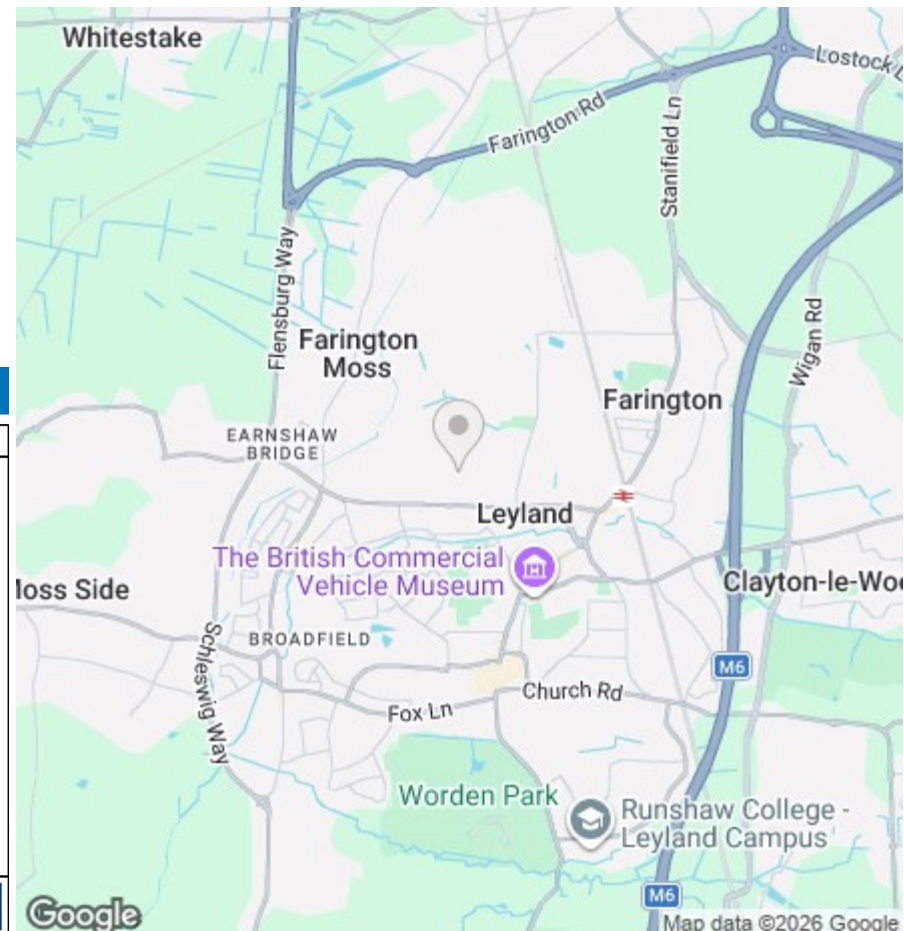 Whitestake
Lostock L
Farington Rd
Stanifield Ln
Flensburg Way
Farington
Moss
Wigan Rd
Farington
EARNSHAW
BRIDGE
Leyland
The British Commercial
Vehicle Museum
Moss Side
Clayton-le-Woo
BROADFIELD
Schleswig Way
M6
Church Rd
Fox Ln
Worden Park
Runshaw College -
Leyland Campus
M6
Google
Map data ©2026 Google